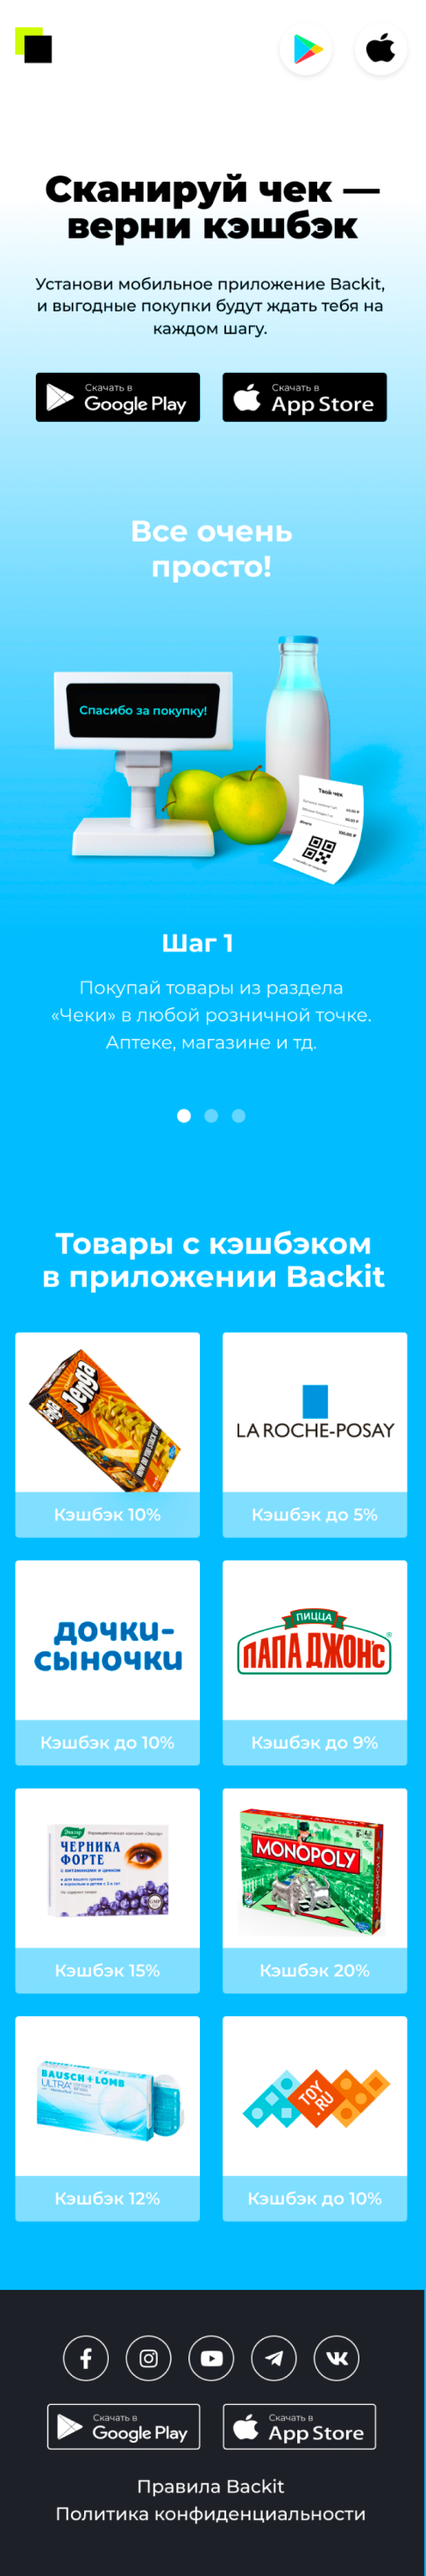 Сканируй чек —
верни кэшбэк
Установи мобильное приложение Backit,
и выгодные покупки будут ждать тебя на
каждом шагу.
Скачать в
Google Play
Скачать в
App Store
Все очень
просто!
Спасибо за покупку!
Твой чек
Шаг 1
Покупай товары из раздела
«Чеки» в любой розничной точке.
Аптеке, магазине и тд.
Товары с кэшбэком
в приложении Backit
Jenga
Кэшбэк 10%
LA ROCHE-POSAY
Кэшбэк до 5%
дочки-
сыночки
Кэшбэк до 10%
ПИЦЦА
ПАПА ДЖОНС
Кэшбэк до 9%
Эвалар
ЧЕРНИКА
ФОРТЕ
с витаминами и цинком
Кэшбэк 15%
MONOPOLY
Кэшбэк 20%
BAUSCH + LOMB
ULTRA
Кэшбэк 12%
TOY
.RU
Кэшбэк до 10%
Скачать в
Google Play
Скачать в
App Store
Правила Backit
Политика конфиденциальности